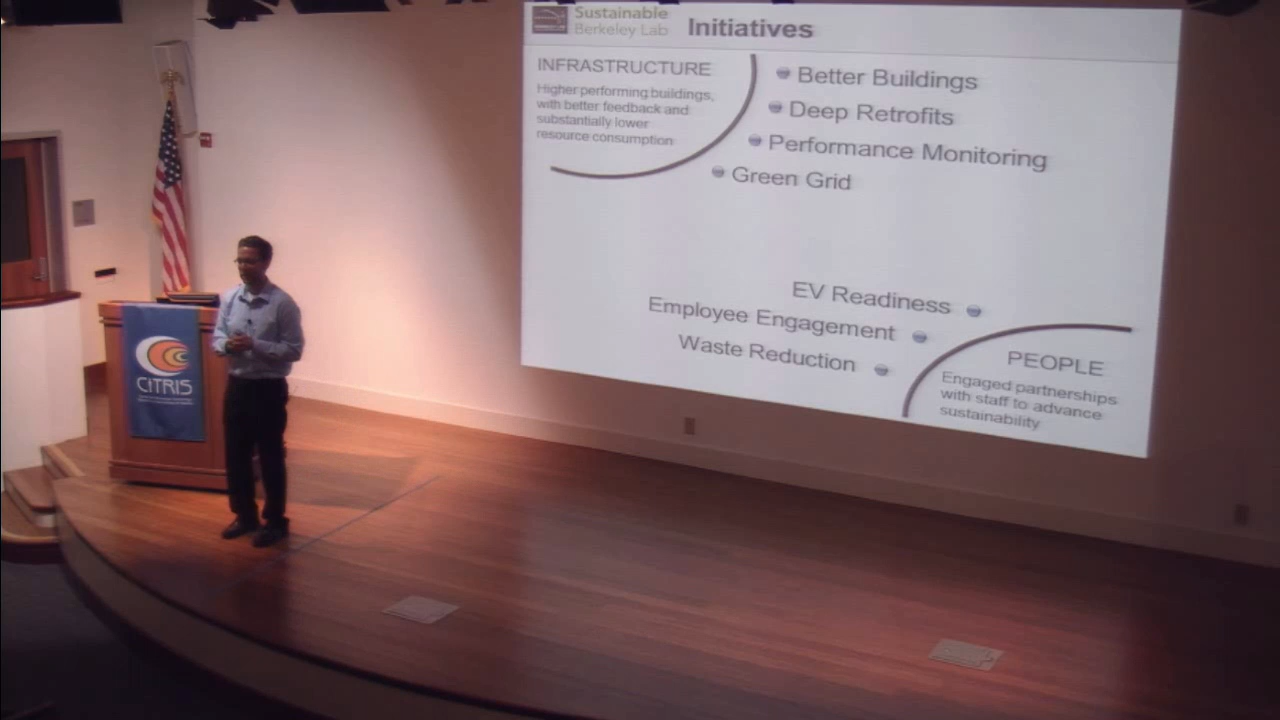 Sustainable
Berkeley Lab
Initiatives
INFRASTRUCTURE
Higher performing buildings,
with better feedback and
substantially lower
resource consumption
Better Buildings
Deep Retrofits
Performance Monitoring
Green Grid
EV Readiness
Employee Engagement
Waste Reduction
PEOPLE
Engaged partnerships
with staff to advance
sustainability
CITRIS